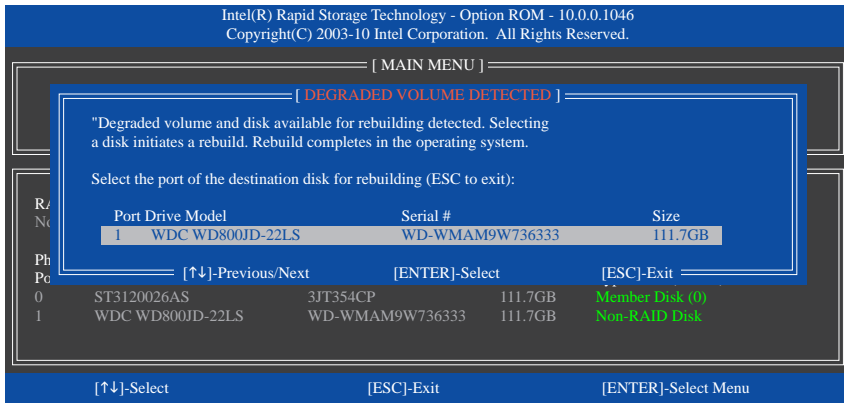 Intel(R) Rapid Storage Technology - Option ROM - 10.0.0.1046
Copyright(C) 2003-10 Intel Corporation. All Rights Reserved.
[ MAIN MENU ]
[ DEGRADED VOLUME DETECTED ]
"Degraded volume and disk available for rebuilding detected. Selecting
a disk initiates a rebuild. Rebuild completes in the operating system.
Select the port of the destination disk for rebuilding (ESC to exit):
Port Drive Model Serial # Size
1 WDC WD800JD-22LS WD-WMAM9W736333 111.7GB
[↑↓]-Previous/Next [ENTER]-Select [ESC]-Exit
0 ST3120026AS 3JT354CP 111.7GB Member Disk (0)
1 WDC WD800JD-22LS WD-WMAM9W736333 111.7GB Non-RAID Disk
[↑↓]-Select [ESC]-Exit [ENTER]-Select Menu